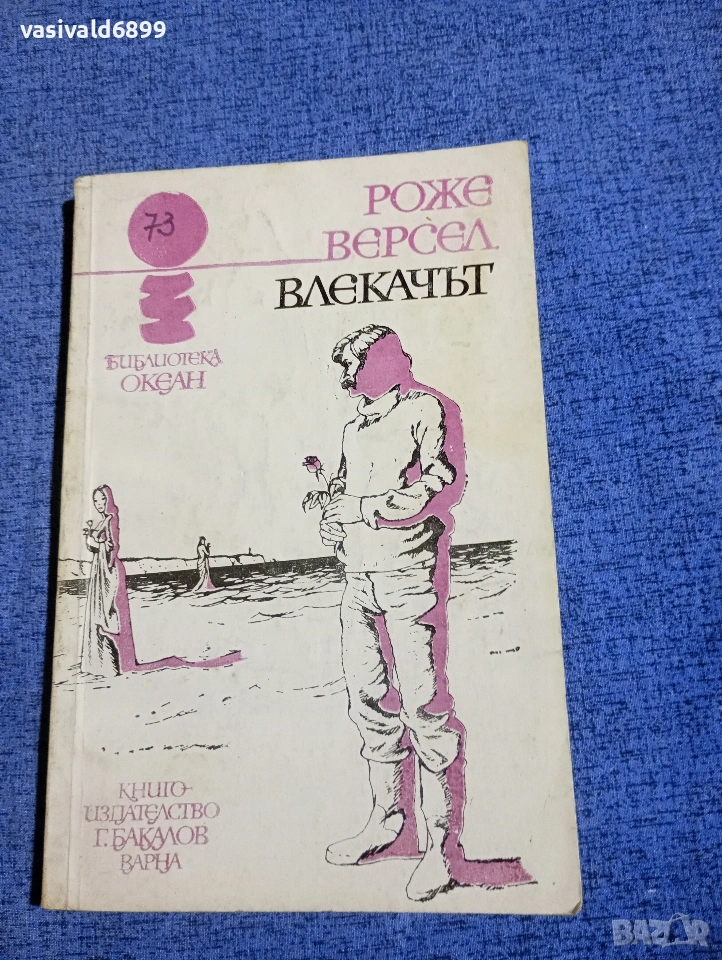 vasivald6899
73
РОЖЕ
ВЕРСЕЛ
ВЛЕКАЧЪТ
БИБЛИОТЕКА
ОКЕАН
КНИГО-
ИЗДАТЕЛСТВО
Г. БАКАЛОВ
ВАРНА
BAZAR